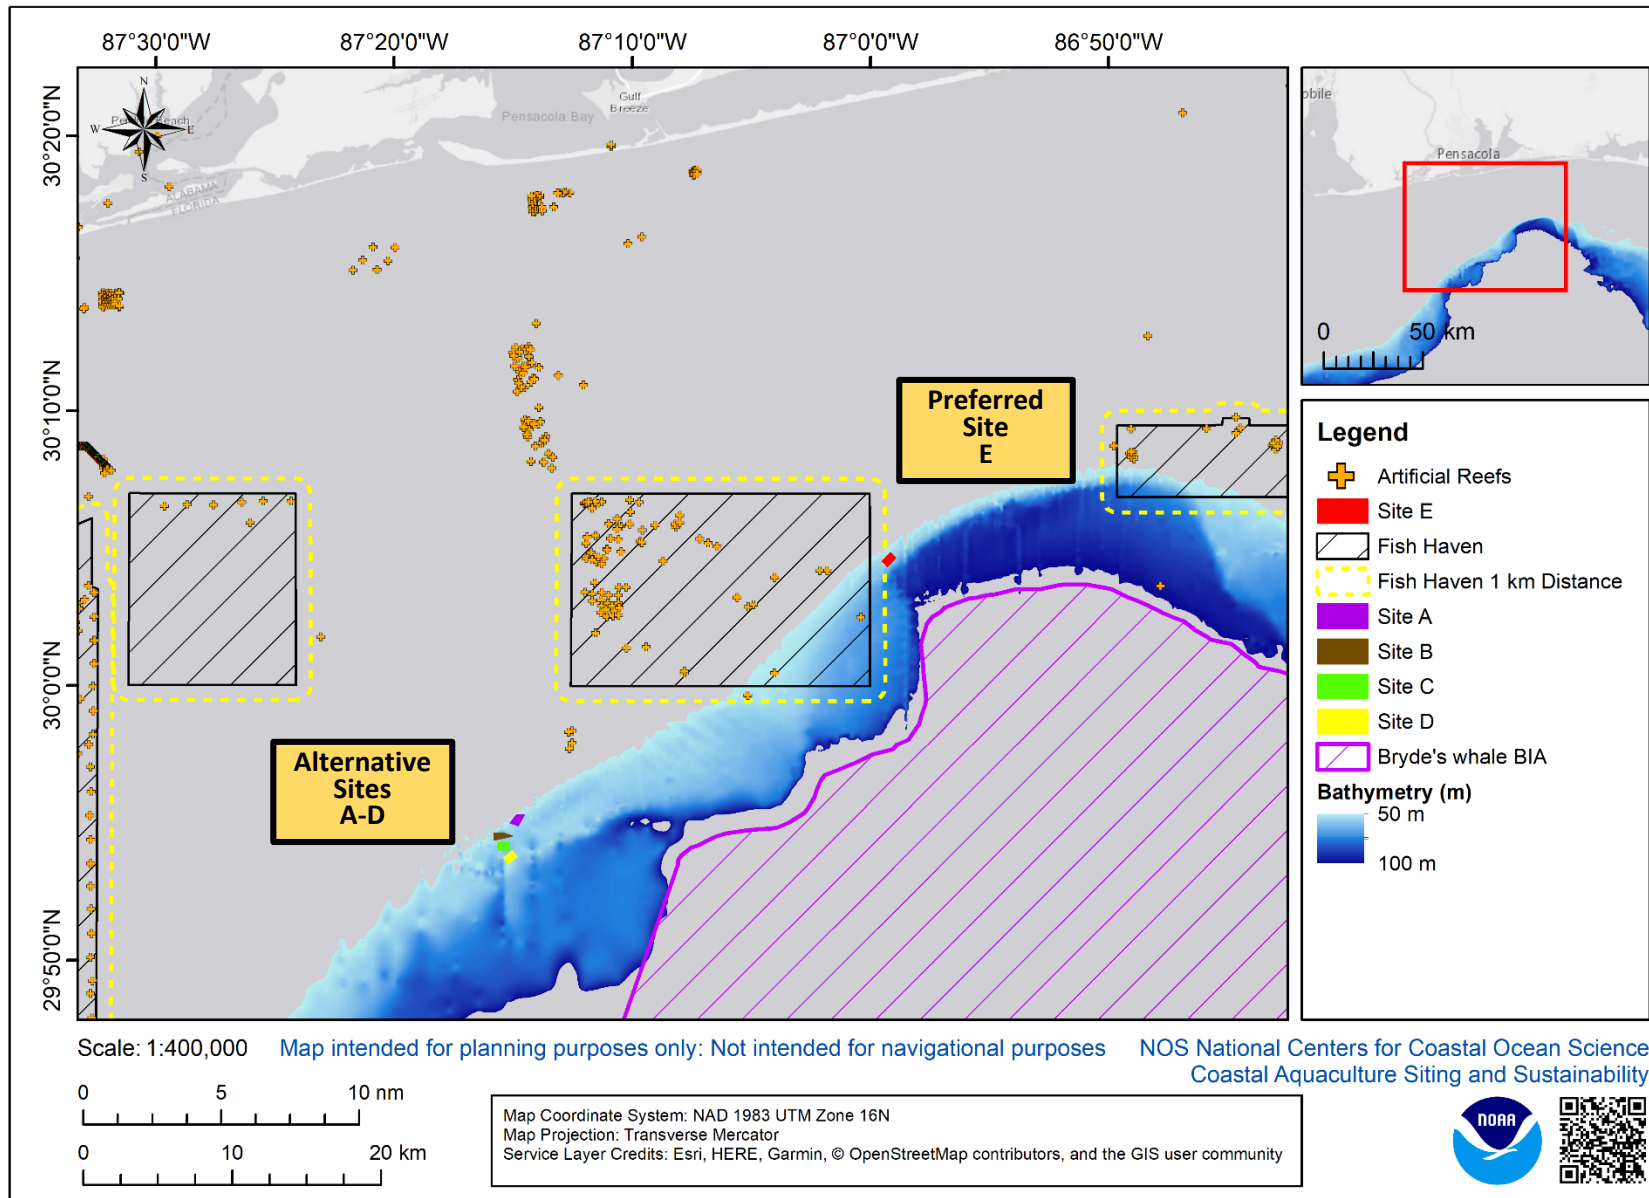 87°30'0"W 87°20'0"W 87°10'0"W 87°0'0"W 86°50'0"W
30°20'0"N
30°10'0"N
30°0'0"N
29°50'0"N
N
W E
S
Beach
ALABAMA
FLORIDA
Pensacola Bay
Gulf
Breeze
Preferred
Site
E
Alternative
Sites
A-D
obile
Pensacola
0 50 km
Legend
Artificial Reefs
Site E
Fish Haven
Fish Haven 1 km Distance
Site A
Site B
Site C
Site D
Bryde's whale BIA
Bathymetry (m)
50 m
100 m
Scale: 1:400,000 Map intended for planning purposes only: Not intended for navigational purposes
NOS National Centers for Coastal Ocean Science
Coastal Aquaculture Siting and Sustainability
0 5 10 nm
0 10 20 km
Map Coordinate System: NAD 1983 UTM Zone 16N
Map Projection: Transverse Mercator
Service Layer Credits: Esri, HERE, Garmin, © OpenStreetMap contributors, and the GIS user community
NOAA